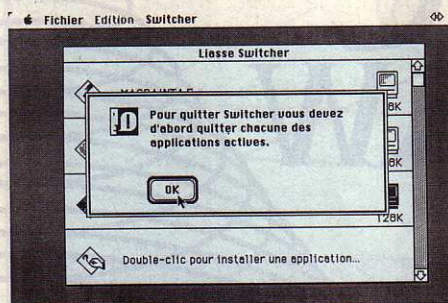 Fichier Edition Switcher
Liasse Switcher
Pour quitter Switcher vous devez
d'abord quitter chacune des
applications actives.
OK
128K
Double-clic pour installer une application...